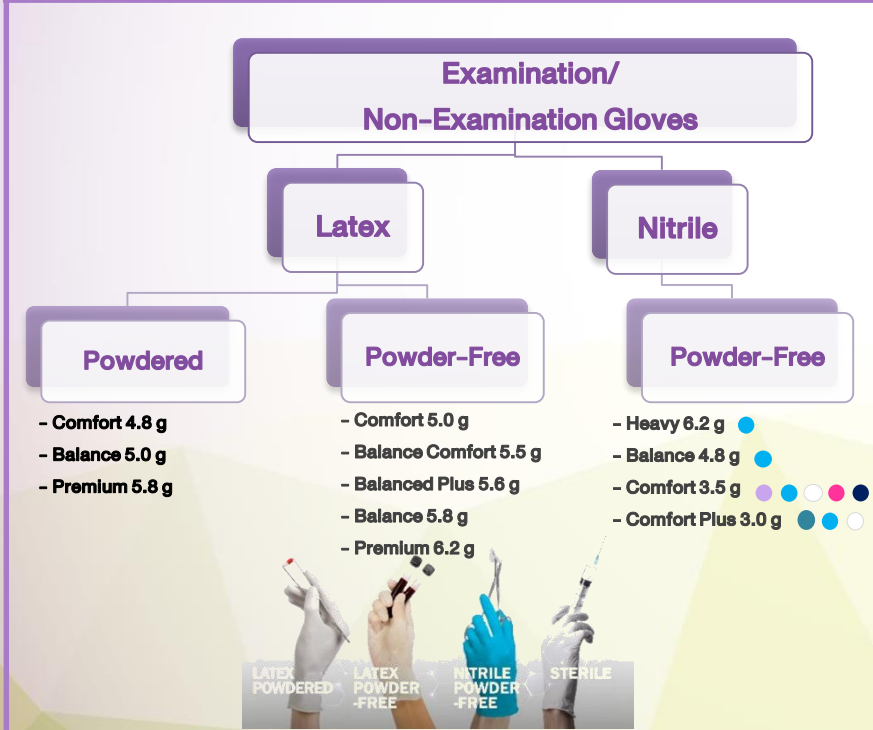 Examination/
Non-Examination Gloves
Latex
Nitrile
Powdered
Powder-Free
Powder-Free
- Comfort 4.8 g
- Balance 5.0 g
- Premium 5.8 g
- Comfort 5.0 g
- Balance Comfort 5.5 g
- Balanced Plus 5.6 g
- Balance 5.8 g
- Premium 6.2 g
- Heavy 6.2 g
- Balance 4.8 g
- Comfort 3.5 g
- Comfort Plus 3.0 g
LATEX
POWDERED
LATEX
POWDER
-FREE
NITRILE
POWDER
-FREE
STERILE